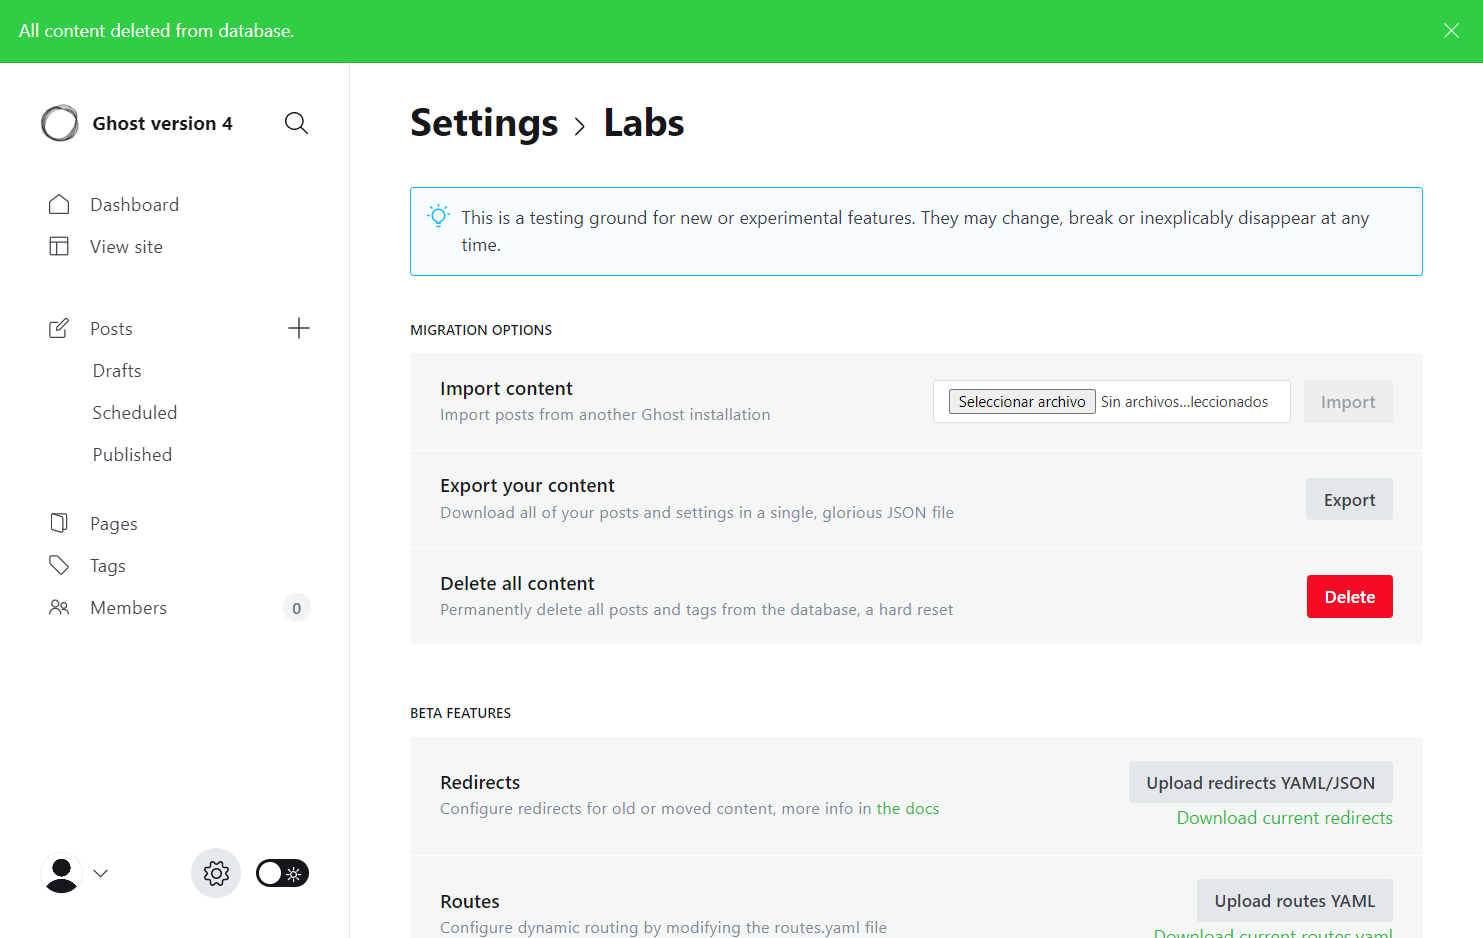 All content deleted from database.
Ghost version 4
Dashboard
View site
Posts
Drafts
Scheduled
Published
Pages
Tags
Members
0
Settings > Labs
This is a testing ground for new or experimental features. They may change, break or inexplicably disappear at any
time.
MIGRATION OPTIONS
Import content
Import posts from another Ghost installation
Seleccionar archivo Sin archivos...leccionados
Import
Export your content
Download all of your posts and settings in a single, glorious JSON file
Export
Delete all content
Permanently delete all posts and tags from the database, a hard reset
Delete
BETA FEATURES
Redirects
Configure redirects for old or moved content, more info in the docs
Upload redirects YAML/JSON
Download current redirects
Routes
Configure dynamic routing by modifying the routes.yaml file
Upload routes YAML
Download current routes.yaml